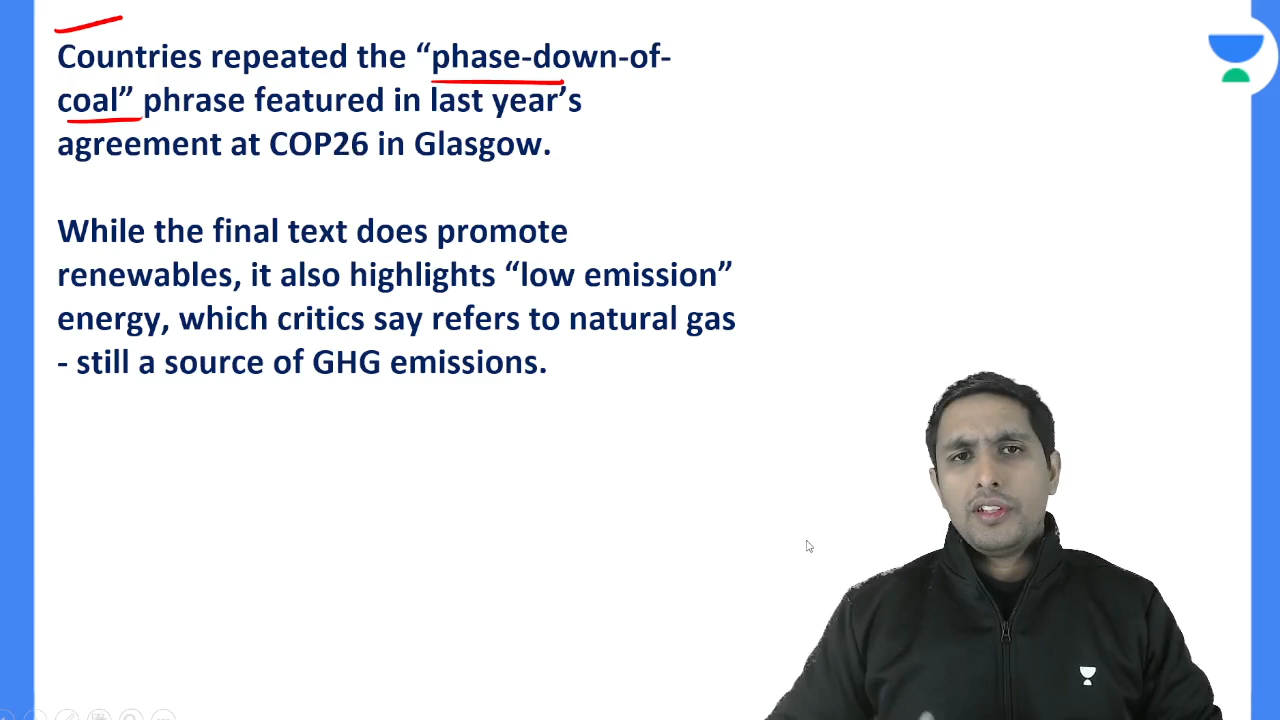 Countries repeated the “phase-down-of-
coal” phrase featured in last year’s
agreement at COP26 in Glasgow.
While the final text does promote
renewables, it also highlights “low emission”
energy, which critics say refers to natural gas
- still a source of GHG emissions.